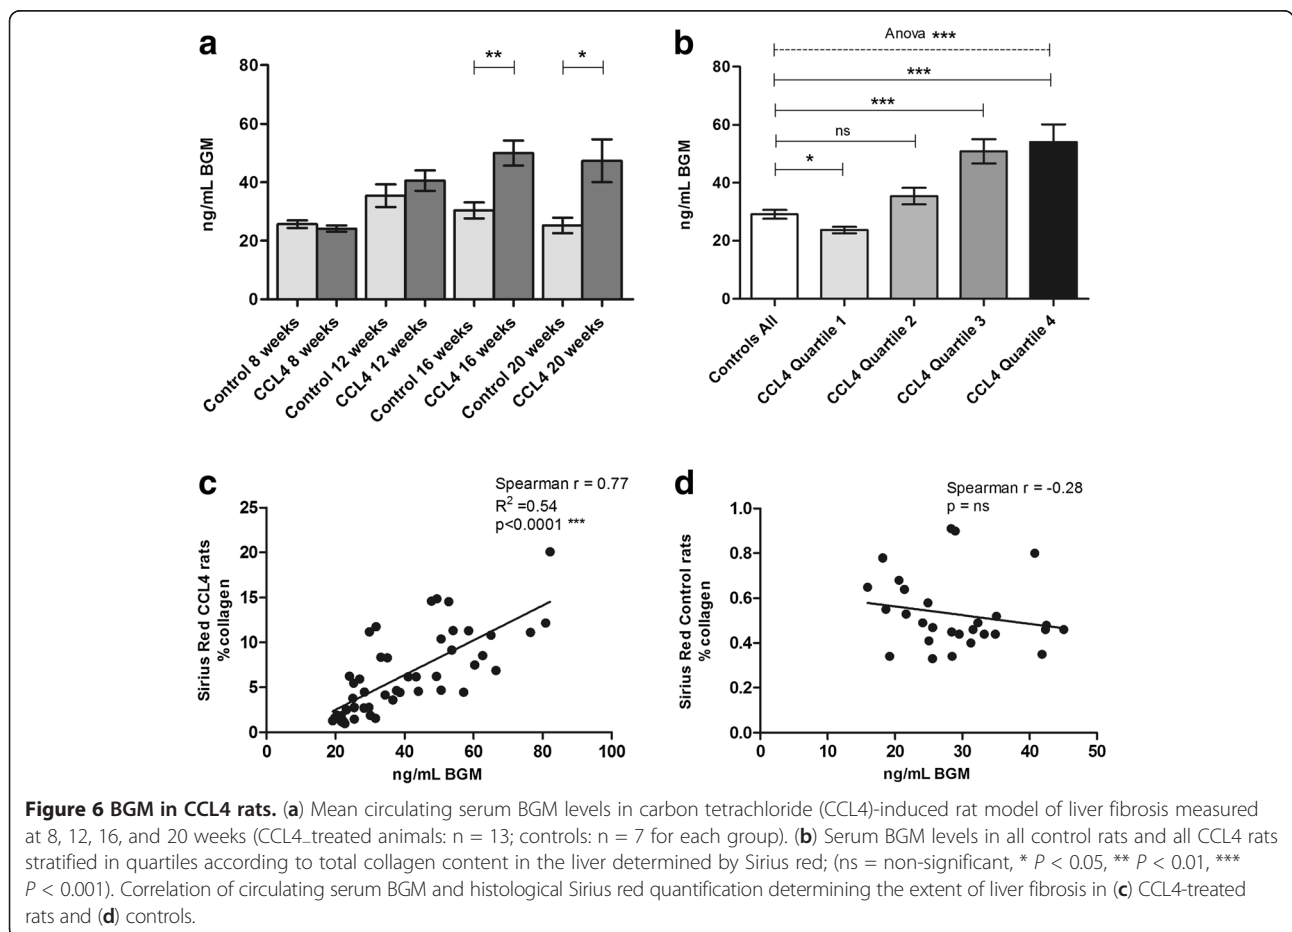 a
ng/mL BGM
80
60
40
20
0
**
*
Control 8 weeks
CCL4 8 weeks
Control 12 weeks
CCL4 12 weeks
Control 16 weeks
CCL4 16 weeks
Control 20 weeks
CCL4 20 weeks
b
ng/mL BGM
80
60
40
20
0
Anova ***
***
***
ns
*
Controls All
CCL4 Quartile 1
CCL4 Quartile 2
CCL4 Quartile 3
CCL4 Quartile 4
c
Spearman r = 0.77
R² =0.54
p<0.0001 ***
Sirius Red CCL4 rats
%collagen
25
20
15
10
5
0
0 20 40 60 80 100
ng/mL BGM
d
Spearman r = -0.28
p = ns
Sirius Red Control rats
% collagen
1.0
0.8
0.6
0.4
0.2
0.0
0 10 20 30 40 50
ng/mL BGM
Figure 6 BGM in CCL4 rats. (a) Mean circulating serum BGM levels in carbon tetrachloride (CCL4)-induced rat model of liver fibrosis measured
at 8, 12, 16, and 20 weeks (CCL4_treated animals: n = 13; controls: n = 7 for each group). (b) Serum BGM levels in all control rats and all CCL4 rats
stratified in quartiles according to total collagen content in the liver determined by Sirius red; (ns = non-significant, * P < 0.05, ** P < 0.01, ***
P < 0.001). Correlation of circulating serum BGM and histological Sirius red quantification determining the extent of liver fibrosis in (c) CCL4-treated
rats and (d) controls.